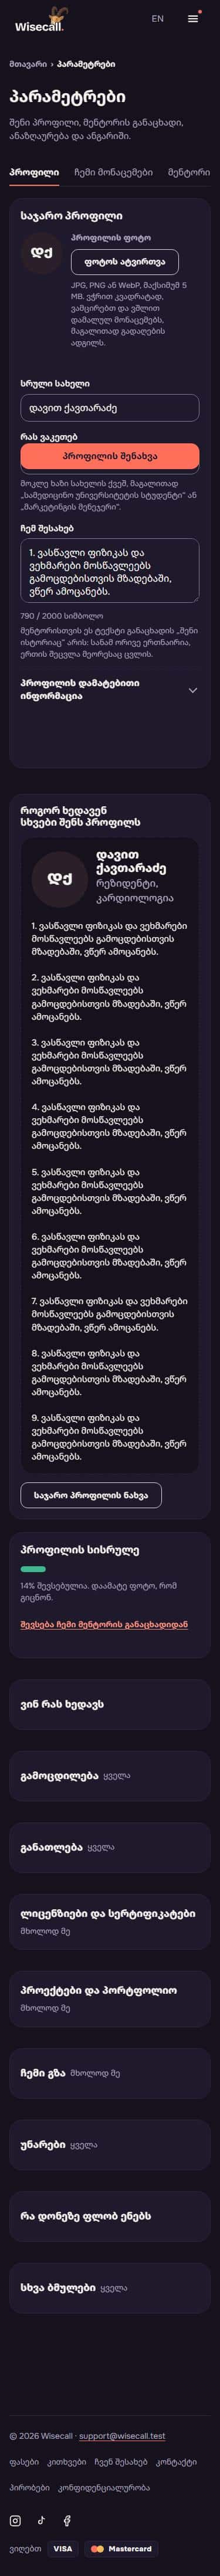 Wisecall.
EN
მთავარი › პარამეტრები
პარამეტრები
შენი პროფილი, შენტორის განაცხადი,
ანაზღაურება და ანგარიში.
პროფილი ჩემი მონაცემები მენტორი
საჯარო პროფილი
დქ
პროფილის ფოტო
ფოტოს ატვირთვა
JPG, PNG ან WebP, მაქსიმუმ 5
MB. ვჭრით კვადრატად,
ვამცირებთ და ვშლით
დამალულ მონაცემებს,
მაგალითად გადაღების
ადგილს.
სრული სახელი
დავით ქავთარაძე
რას ვაკეთებ
პროფილის შენახვა
მოკლე ხაზი სახელის ქვეშ, მაგალითად
„სამედიცინო უნივერსიტეტის სტუდენტი“ ან
„მარკეტინგის მენეჯერი“.
ჩემ შესახებ
1. ვასწავლი ფიზიკას და
ვეხმარები მოსწავლეებს
გამოცდებისთვის მზადებაში,
ვწერ ამოცანებს.
790 / 2000 სიმბოლო
მენტორისთვის ეს ტექსტი განაცხადის „შენი
ისტორიაც“ არის: სანამ ორივე ერთნაირია,
ერთის შეცვლა მეორესაც ცვლის.
პროფილის დამატებითი
ინფორმაცია
როგორ ხედავენ
სხვები შენს პროფილს
დქ
დავით
ქავთარაძე
რეზიდენტი,
კარდიოლოგია
1. ვასწავლი ფიზიკას და ვეხმარები
მოსწავლეებს გამოცდებისთვის
მზადებაში, ვწერ ამოცანებს.
2. ვასწავლი ფიზიკას და
ვეხმარები მოსწავლეებს
გამოცდებისთვის მზადებაში, ვწერ
ამოცანებს.
3. ვასწავლი ფიზიკას და
ვეხმარები მოსწავლეებს
გამოცდებისთვის მზადებაში, ვწერ
ამოცანებს.
4. ვასწავლი ფიზიკას და
ვეხმარები მოსწავლეებს
გამოცდებისთვის მზადებაში, ვწერ
ამოცანებს.
5. ვასწავლი ფიზიკას და
ვეხმარები მოსწავლეებს
გამოცდებისთვის მზადებაში, ვწერ
ამოცანებს.
6. ვასწავლი ფიზიკას და
ვეხმარები მოსწავლეებს
გამოცდებისთვის მზადებაში, ვწერ
ამოცანებს.
7. ვასწავლი ფიზიკას და ვეხმარები
მოსწავლეებს გამოცდებისთვის
მზადებაში, ვწერ ამოცანებს.
8. ვასწავლი ფიზიკას და
ვეხმარები მოსწავლეებს
გამოცდებისთვის მზადებაში, ვწერ
ამოცანებს.
9. ვასწავლი ფიზიკას და
ვეხმარები მოსწავლეებს
გამოცდებისთვის მზადებაში, ვწერ
ამოცანებს.
საჯარო პროფილის ნახვა
პროფილის სისრულე
14% შევსებულია. დაამატე ფოტო, რომ
გიცნონ.
შევსება ჩემი მენტორის განაცხადიდან
ვინ რას ხედავს
გამოცდილება ყველა
განათლება ყველა
ლიცენზიები და სერტიფიკატები
მხოლოდ მე
პროექტები და პორტფოლიო
მხოლოდ მე
ჩემი გზა მხოლოდ მე
უნარები ყველა
რა დონეზე ფლობ ენებს
სხვა ბმულები ყველა
© 2026 Wisecall · support@wisecall.test
ფასები კითხვები ჩვენ შესახებ კონტაქტი
პირობები კონფიდენციალურობა
ვიღებთ VISA Mastercard